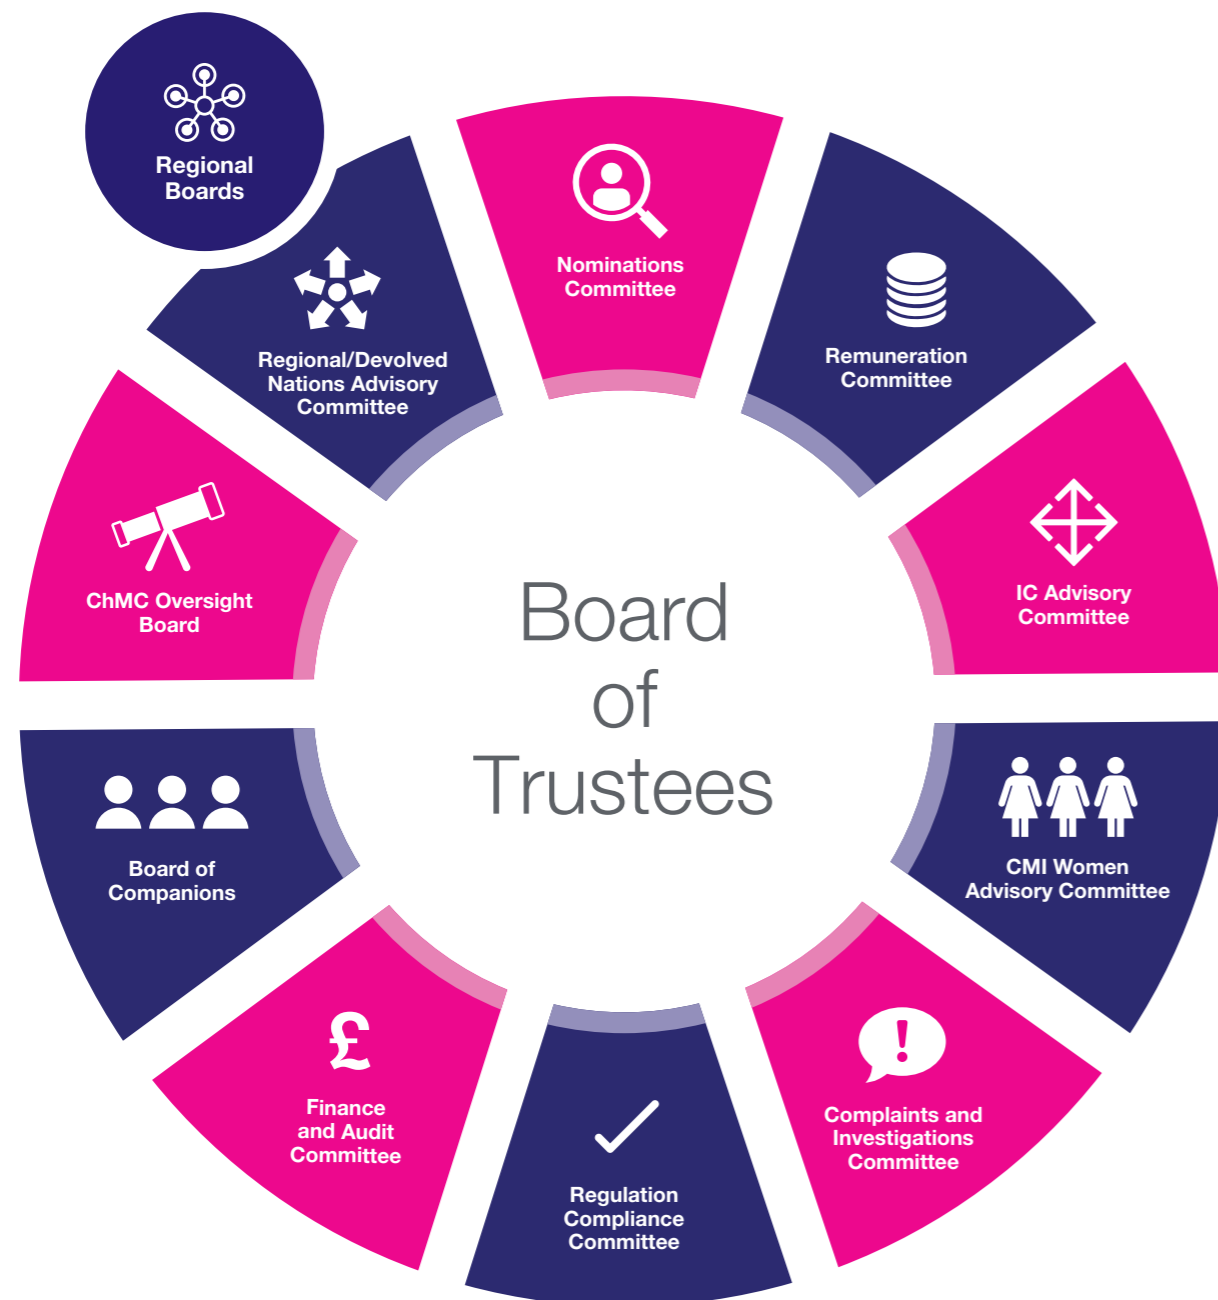 Regional
Boards
Nominations
Committee
Remuneration
Committee
Regional/Devolved
Nations Advisory
Committee
IC Advisory
Committee
ChMC Oversight
Board
Board
of
Trustees
CMI Women
Advisory Committee
Board of
Companions
£
Finance
and Audit
Committee
!
Complaints and
Investigations
Committee
Regulation
Compliance
Committee